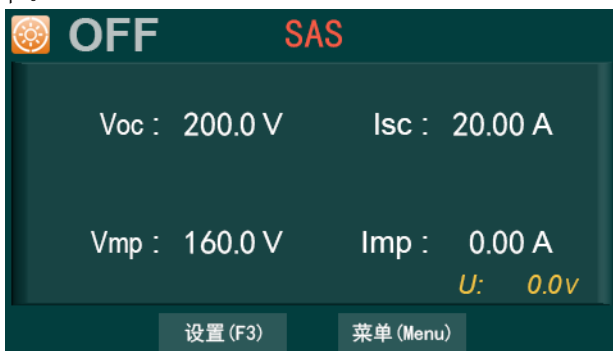 OFF SAS
Voc : 200.0 V Isc : 20.00 A
Vmp : 160.0 V Imp : 0.00 A
U: 0.0v
设置(F3) 菜单(Menu)